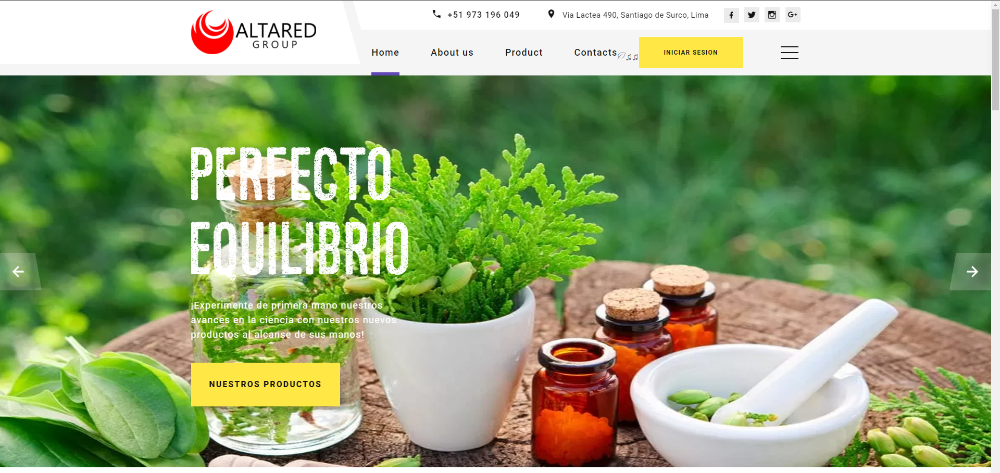 ALTARED
GROUP
+51 973 196 049
Via Lactea 490, Santiago de Surco, Lima
Home
About us
Product
Contacts
INICIAR SESION
PERFECTO
EQUILIBRIO
¡Experimente de primera mano nuestros
avances en la ciencia con nuestros nuevos
productos al alcanse de sus manos!
NUESTROS PRODUCTOS